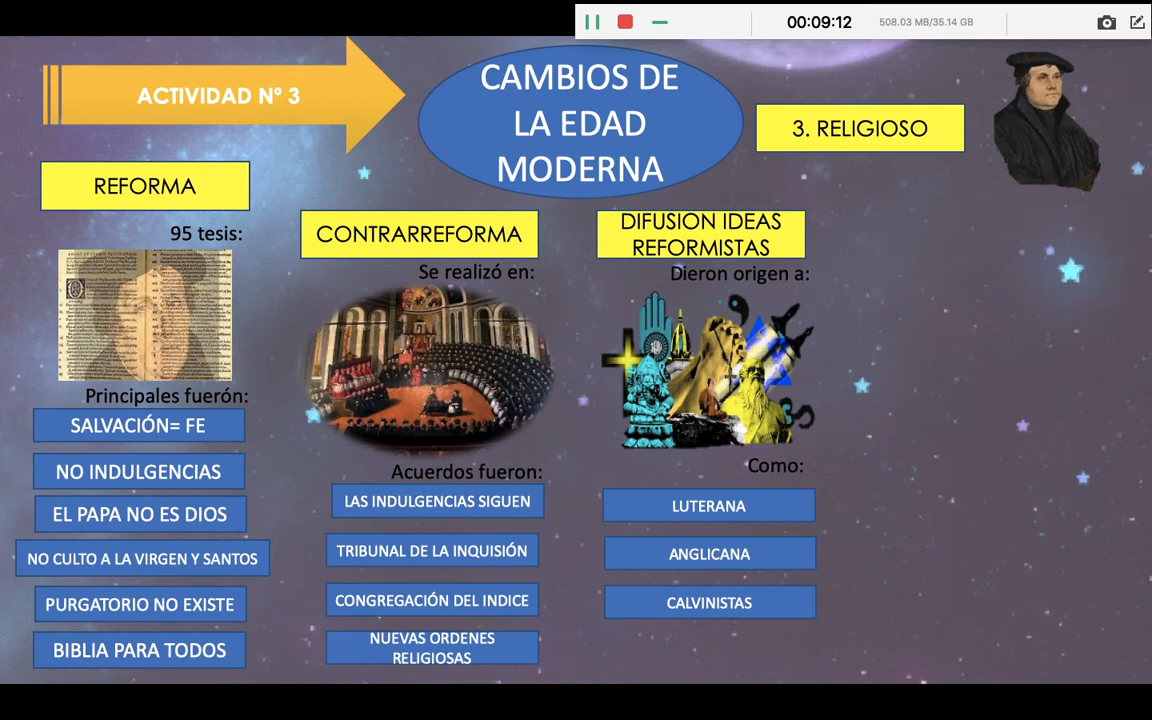 00:09:12
508.03 MB/35.14 GB
ACTIVIDAD Nº 3
CAMBIOS DE
LA EDAD
MODERNA
3. RELIGIOSO
REFORMA
95 tesis:
Principales fuerón:
SALVACIÓN= FE
NO INDULGENCIAS
EL PAPA NO ES DIOS
NO CULTO A LA VIRGEN Y SANTOS
PURGATORIO NO EXISTE
BIBLIA PARA TODOS
CONTRARREFORMA
Se realizó en:
Acuerdos fueron:
LAS INDULGENCIAS SIGUEN
TRIBUNAL DE LA INQUISIÓN
CONGREGACIÓN DEL INDICE
NUEVAS ORDENES
RELIGIOSAS
DIFUSION IDEAS
REFORMISTAS
Dieron origen a:
Como:
LUTERANA
ANGLICANA
CALVINISTAS